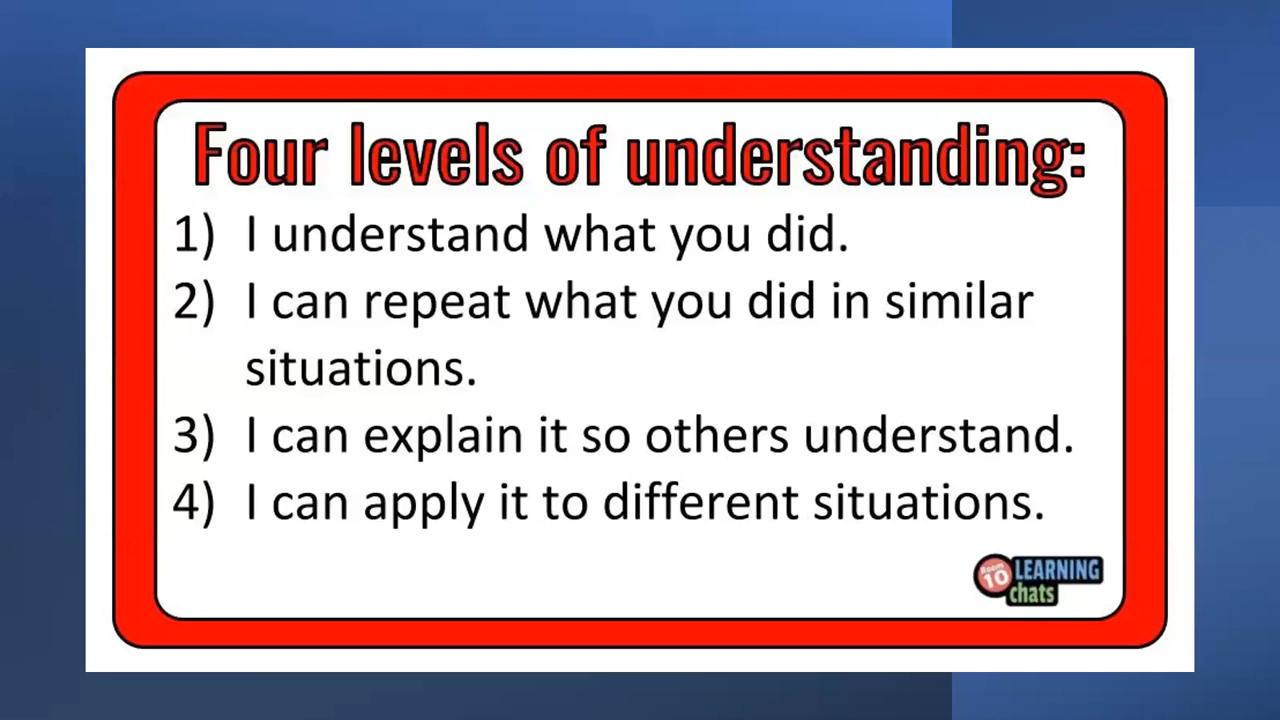 Four levels of understanding:
1) I understand what you did.
2) I can repeat what you did in similar
situations.
3) I can explain it so others understand.
4) I can apply it to different situations.
Room
10
LEARNING
chats